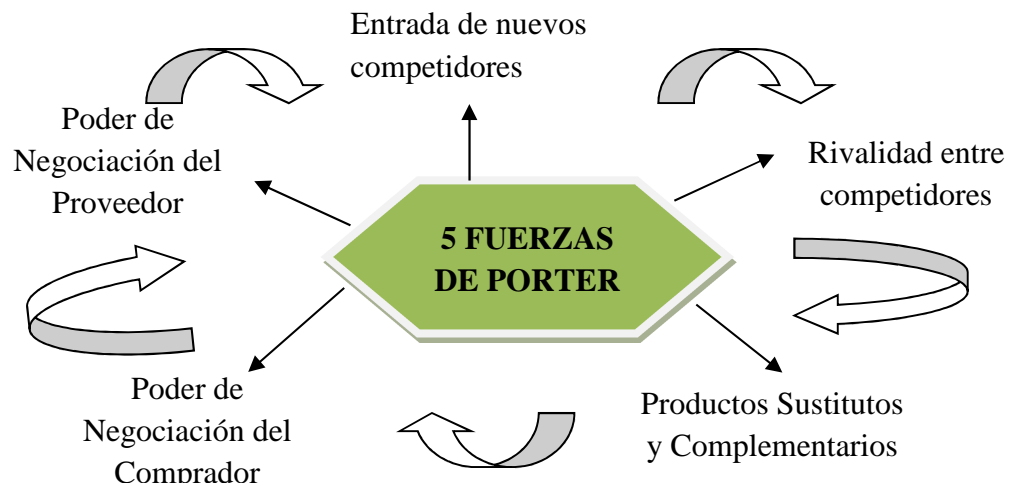 Entrada de nuevos
competidores
Poder de
Negociación del
Proveedor
Rivalidad entre
competidores
5 FUERZAS
DE PORTER
Poder de
Negociación del
Comprador
Productos Sustitutos
y Complementarios